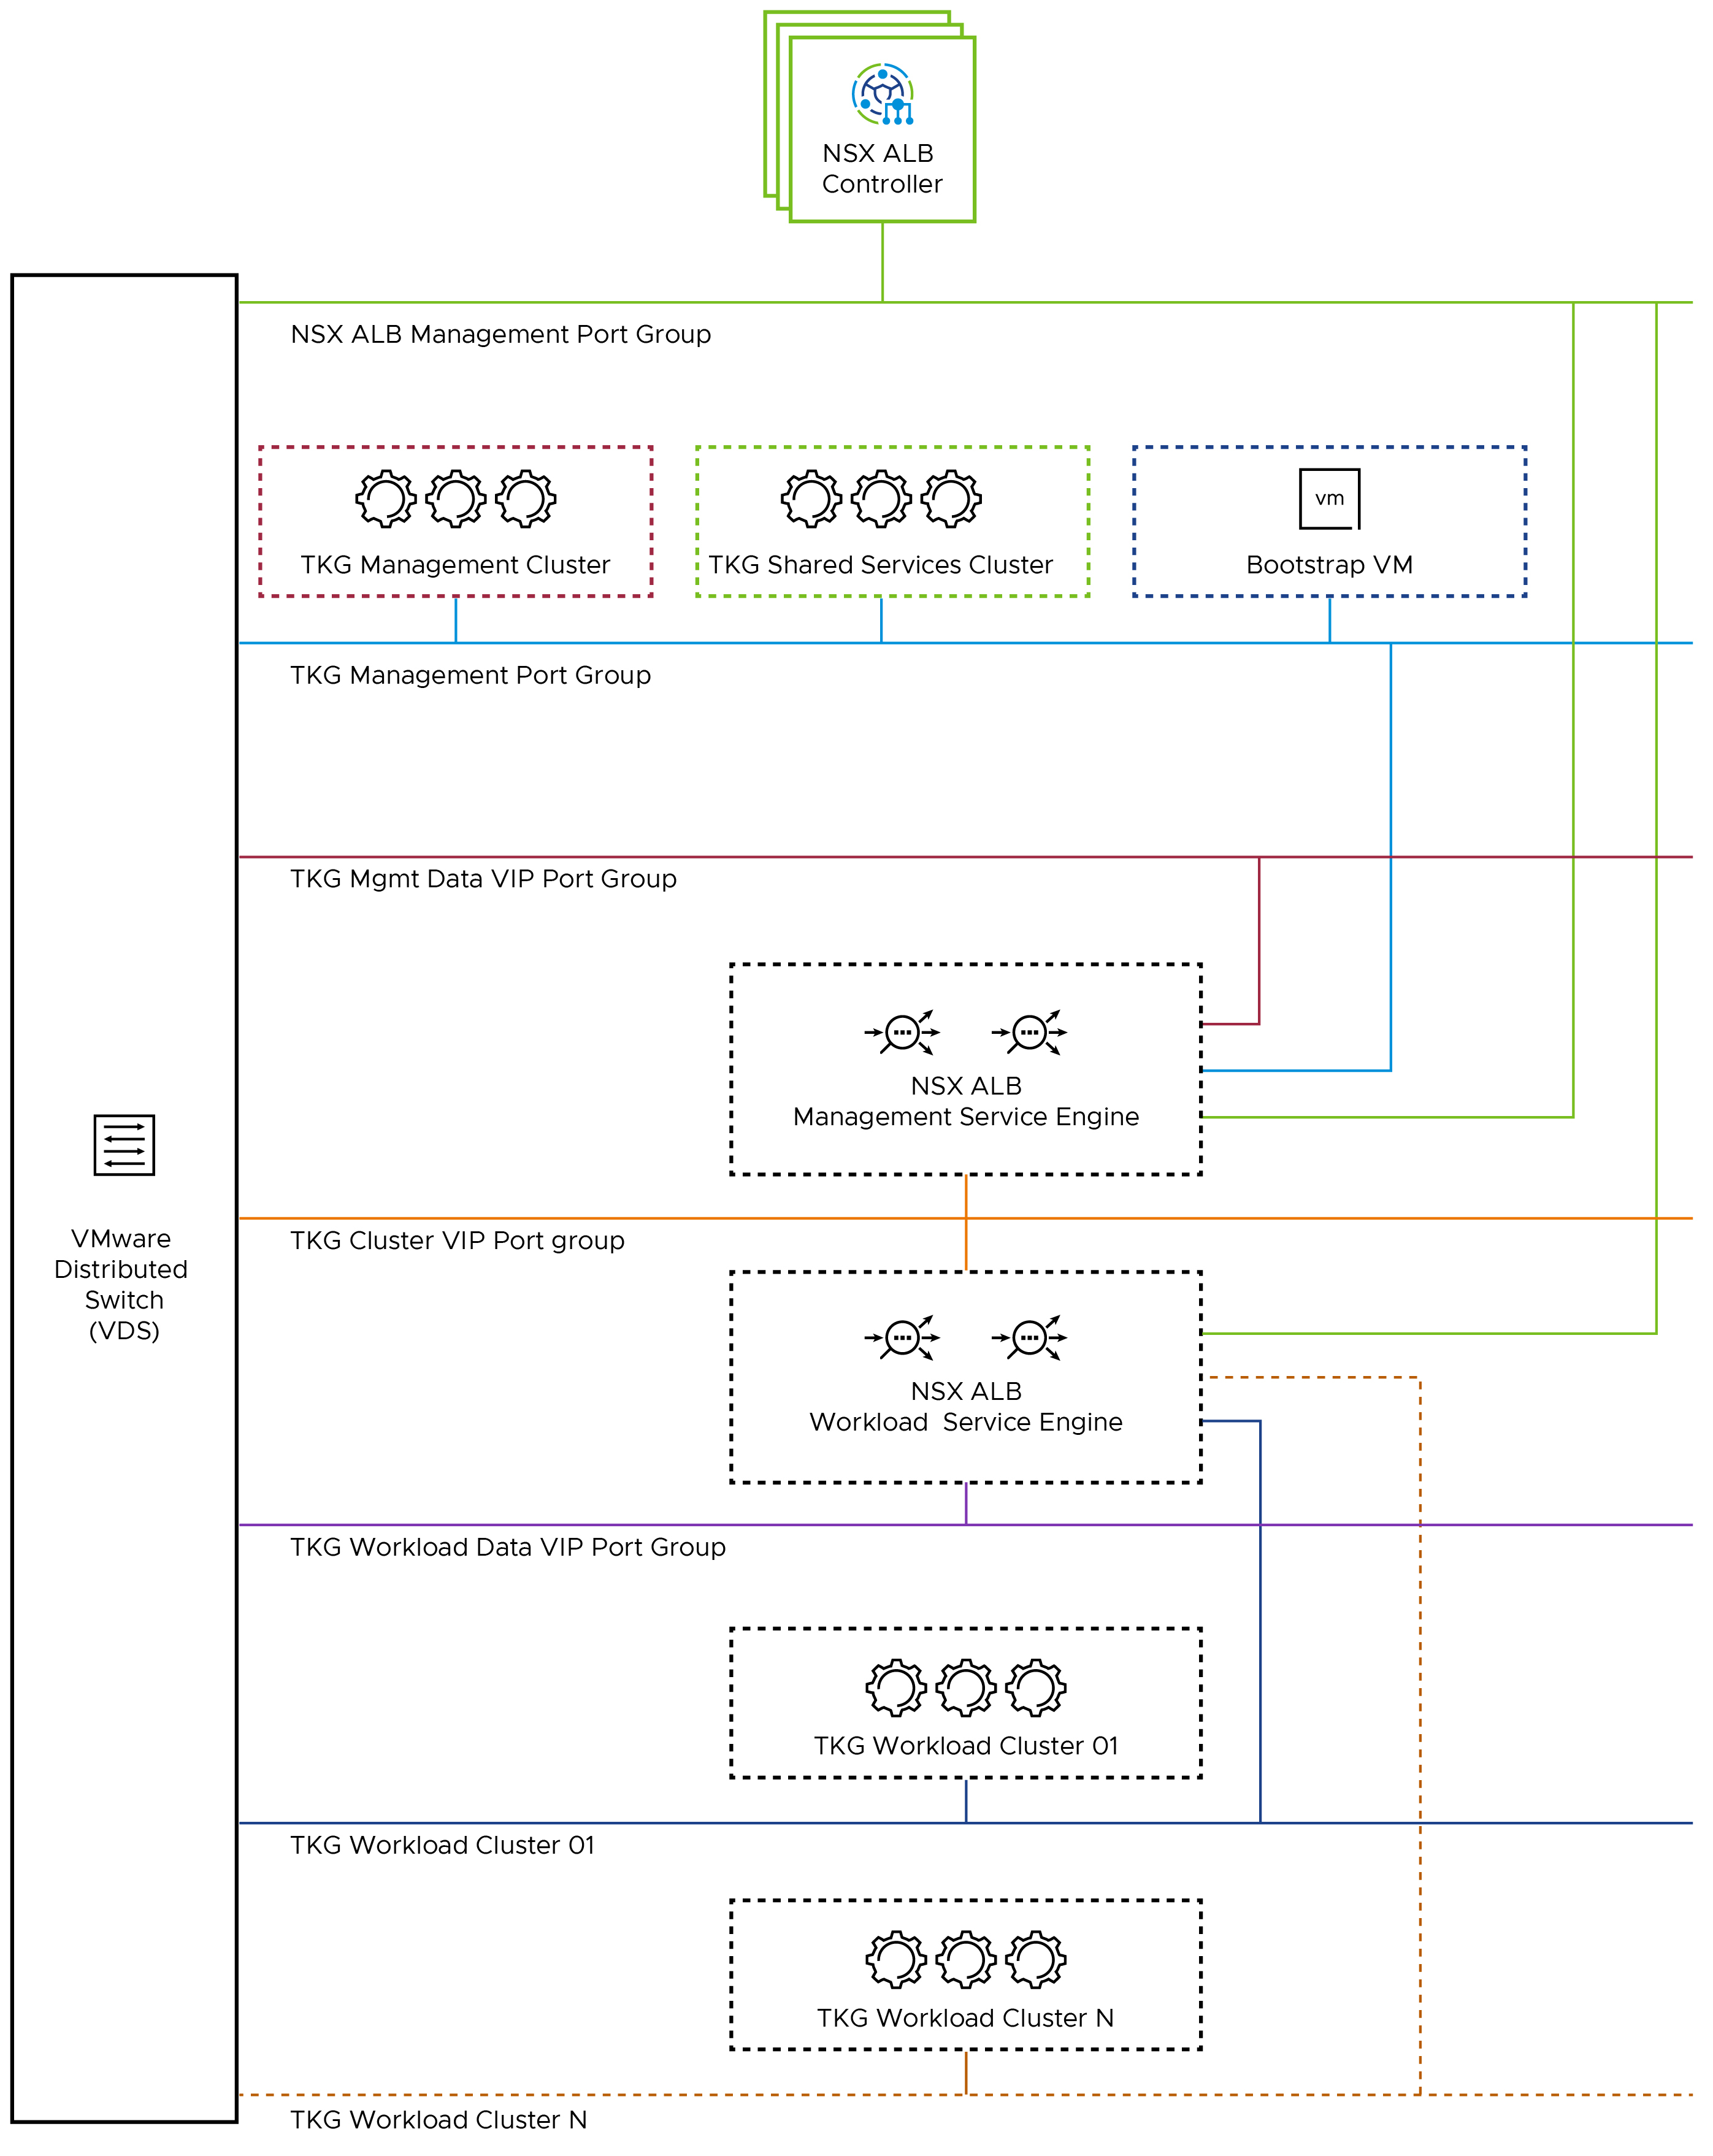 NSX ALB
Controller
NSX ALB Management Port Group
TKG Management Cluster
TKG Shared Services Cluster
vm
Bootstrap VM
TKG Management Port Group
TKG Mgmt Data VIP Port Group
NSX ALB
Management Service Engine
VMware
Distributed
Switch
(VDS)
TKG Cluster VIP Port group
NSX ALB
Workload  Service Engine
TKG Workload Data VIP Port Group
TKG Workload Cluster 01
TKG Workload Cluster 01
TKG Workload Cluster N
TKG Workload Cluster N